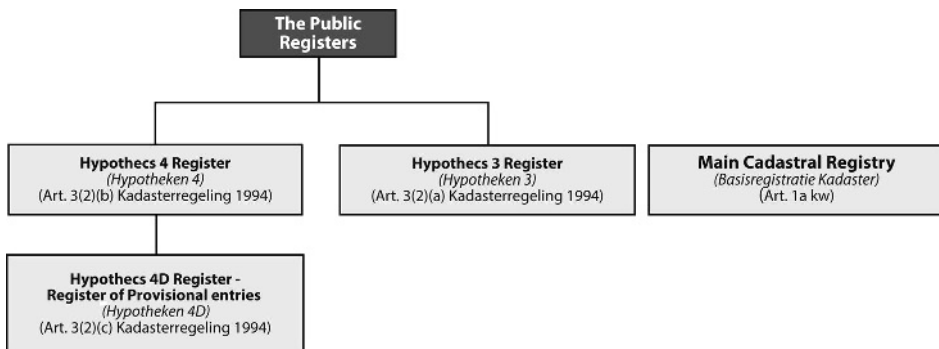 The Public
Registers
Hypothecs 4 Register
(Hypotheken 4)
(Art. 3(2)(b) Kadasterregeling 1994)
Hypothecs 3 Register
(Hypotheken 3)
(Art. 3(2)(a) Kadasterregeling 1994)
Main Cadastral Registry
(Basisregistratie Kadaster)
(Art. 1a kw)
Hypothecs 4D Register -
Register of Provisional entries
(Hypotheken 4D)
(Art. 3(2)(c) Kadasterregeling 1994)